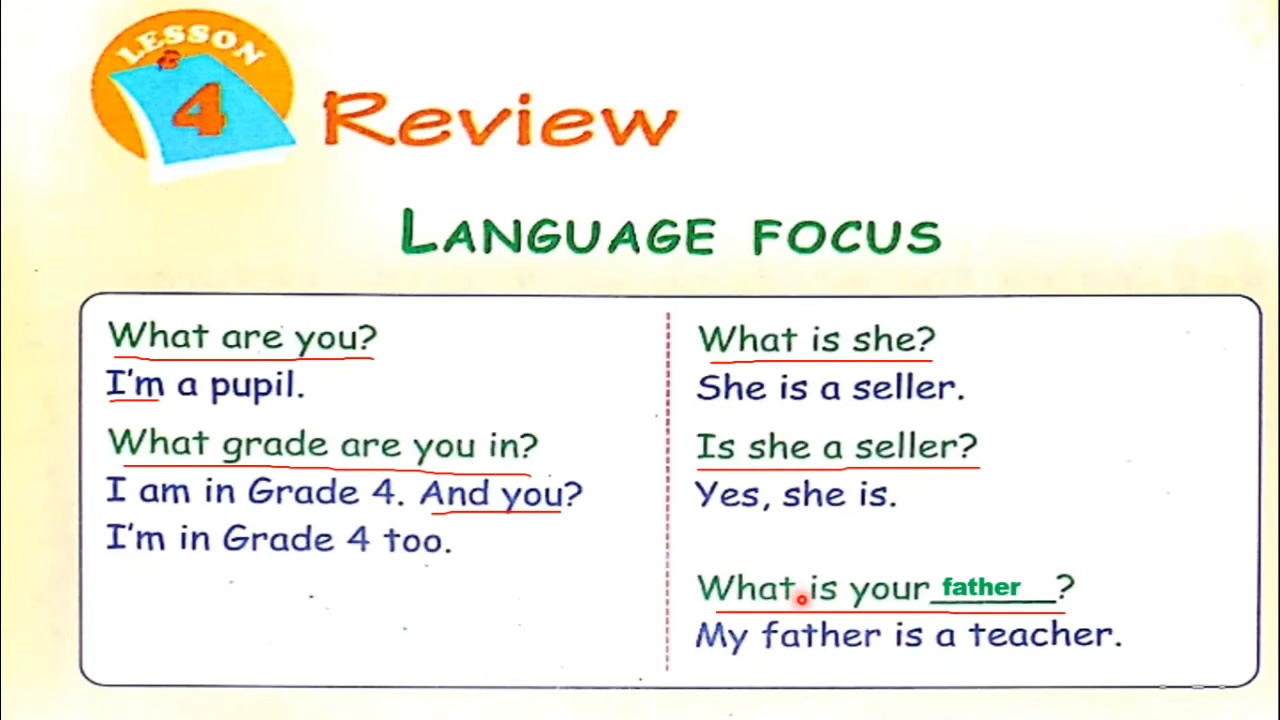 LESSON
4
Review
LANGUAGE FOCUS
What are you?
I'm a pupil.
What grade are you in?
I am in Grade 4. And you?
I'm in Grade 4 too.
What is she?
She is a seller.
Is she a seller?
Yes, she is.
What is your father?
My father is a teacher.